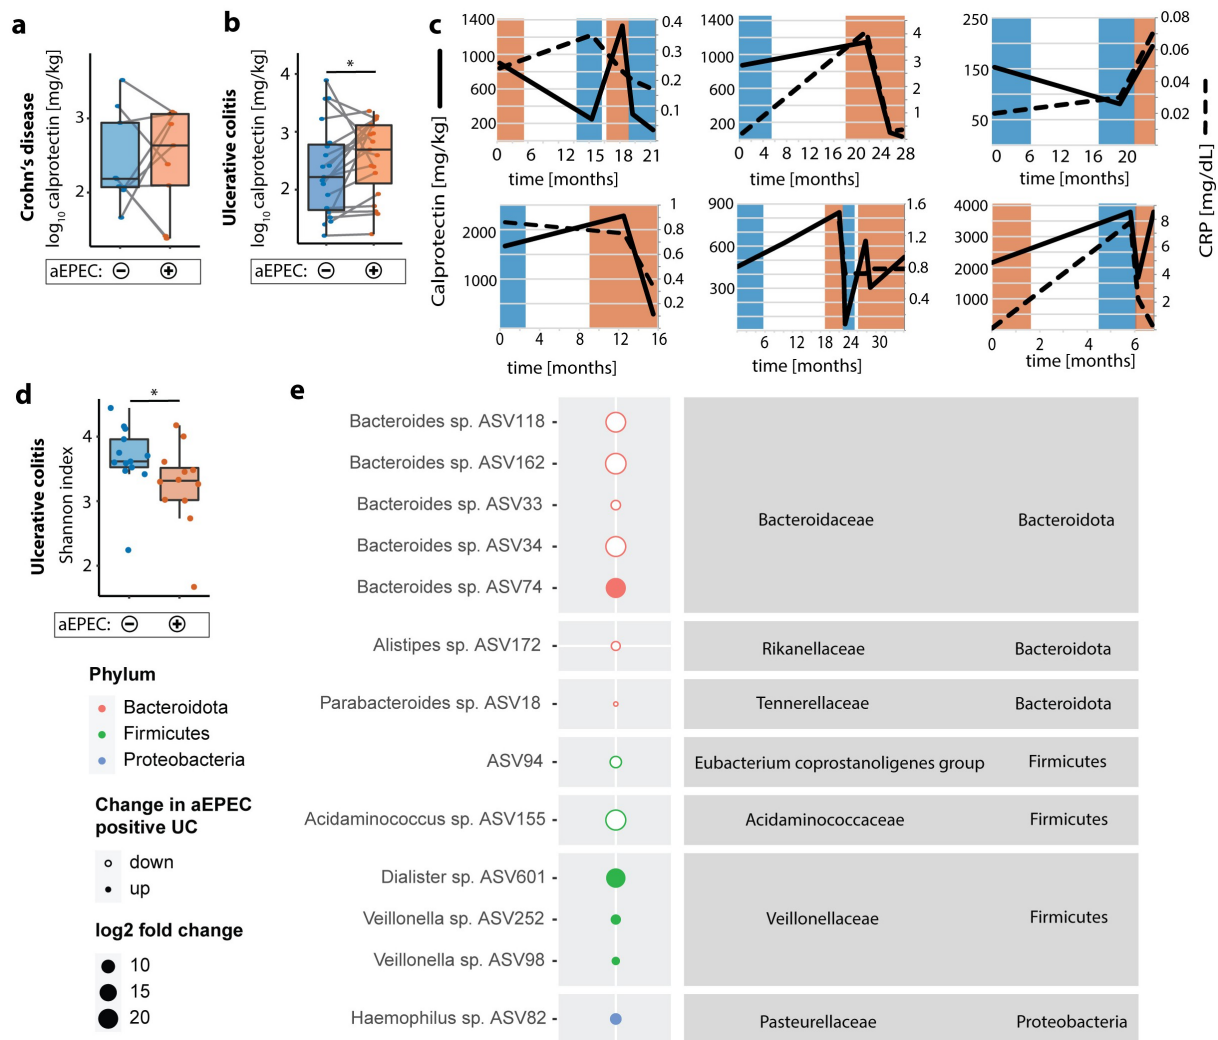 a
Crohn's disease
log10 calprotectin [mg/kg]
3
2
aEPEC: − +
b
Ulcerative colitis
log10 calprotectin [mg/kg]
*
4
3
2
aEPEC: − +
c
Calprotectin [mg/kg]
CRP [mg/dL]
1400
1000
600
200
0.4
0.3
0.2
0.1
0 6 12 15 18 21
time [months]
1400
1000
600
200
4
3
2
1
0 4 8 12 16 20 24 28
time [months]
250
150
50
0.08
0.06
0.04
0.02
0 10 20
time [months]
2000
1000
1
0.8
0.6
0.4
0.2
0 4 8 12 16
time [months]
900
600
300
1.6
1.2
0.8
0.4
6 12 18 24 30
time [months]
4000
3000
2000
1000
8
6
4
2
0 2 4 6
time [months]
d
Ulcerative colitis
Shannon index
*
4
3
2
aEPEC: − +
Phylum
Bacteroidota
Firmicutes
Proteobacteria
Change in aEPEC
positive UC
down
up
log2 fold change
10
15
20
e
Bacteroides sp. ASV118
Bacteroides sp. ASV162
Bacteroides sp. ASV33
Bacteroides sp. ASV34
Bacteroides sp. ASV74
Bacteroidaceae Bacteroidota
Alistipes sp. ASV172 Rikanellaceae Bacteroidota
Parabacteroides sp. ASV18 Tennerellaceae Bacteroidota
ASV94 Eubacterium coprostanoligenes group Firmicutes
Acidaminococcus sp. ASV155 Acidaminococcaceae Firmicutes
Dialister sp. ASV601
Veillonella sp. ASV252 Veillonellaceae Firmicutes
Veillonella sp. ASV98
Haemophilus sp. ASV82 Pasteurellaceae Proteobacteria